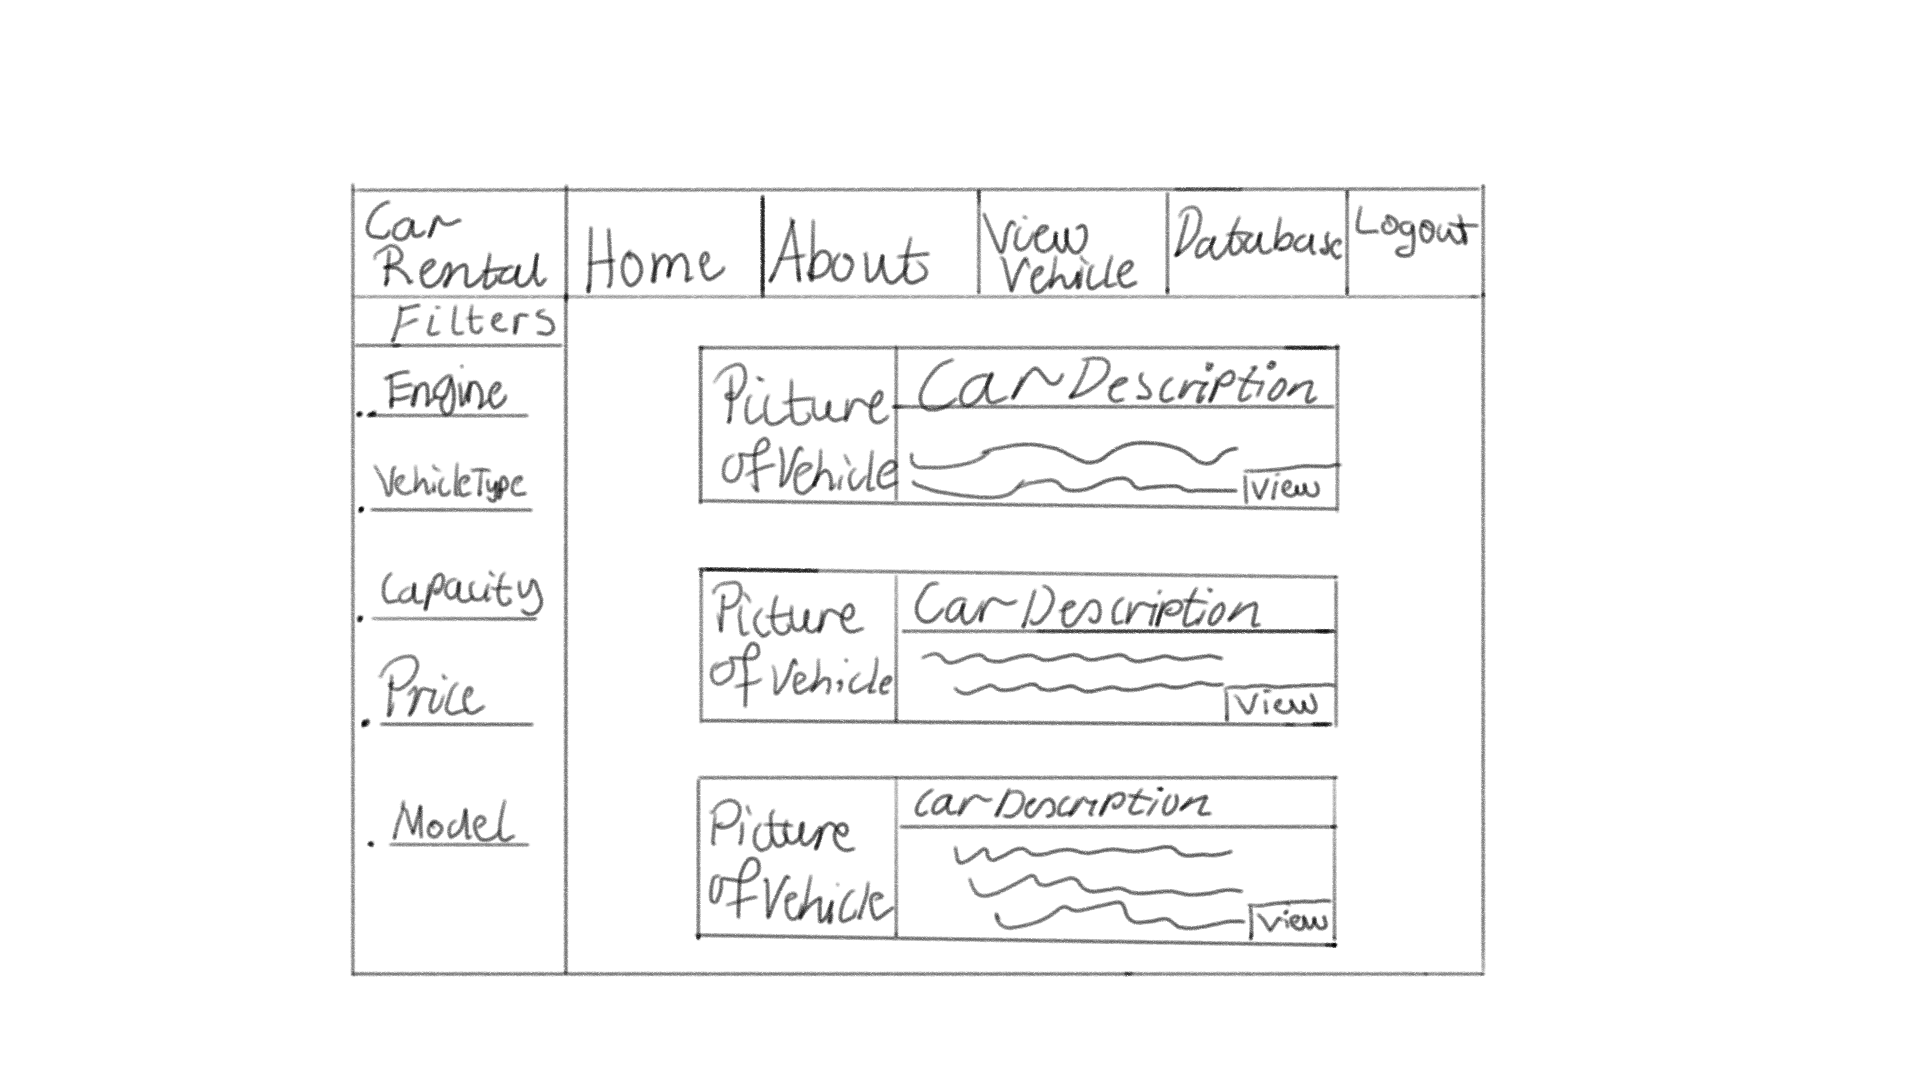 Car
Rental
Home
About
View
Vehicle
Database
Logout
Filters
Engine
VehicleType
Capacity
Price
Model
Picture
of Vehicle
Car Description
View
Picture
of Vehicle
Car Description
View
Picture
of Vehicle
Car Description
View